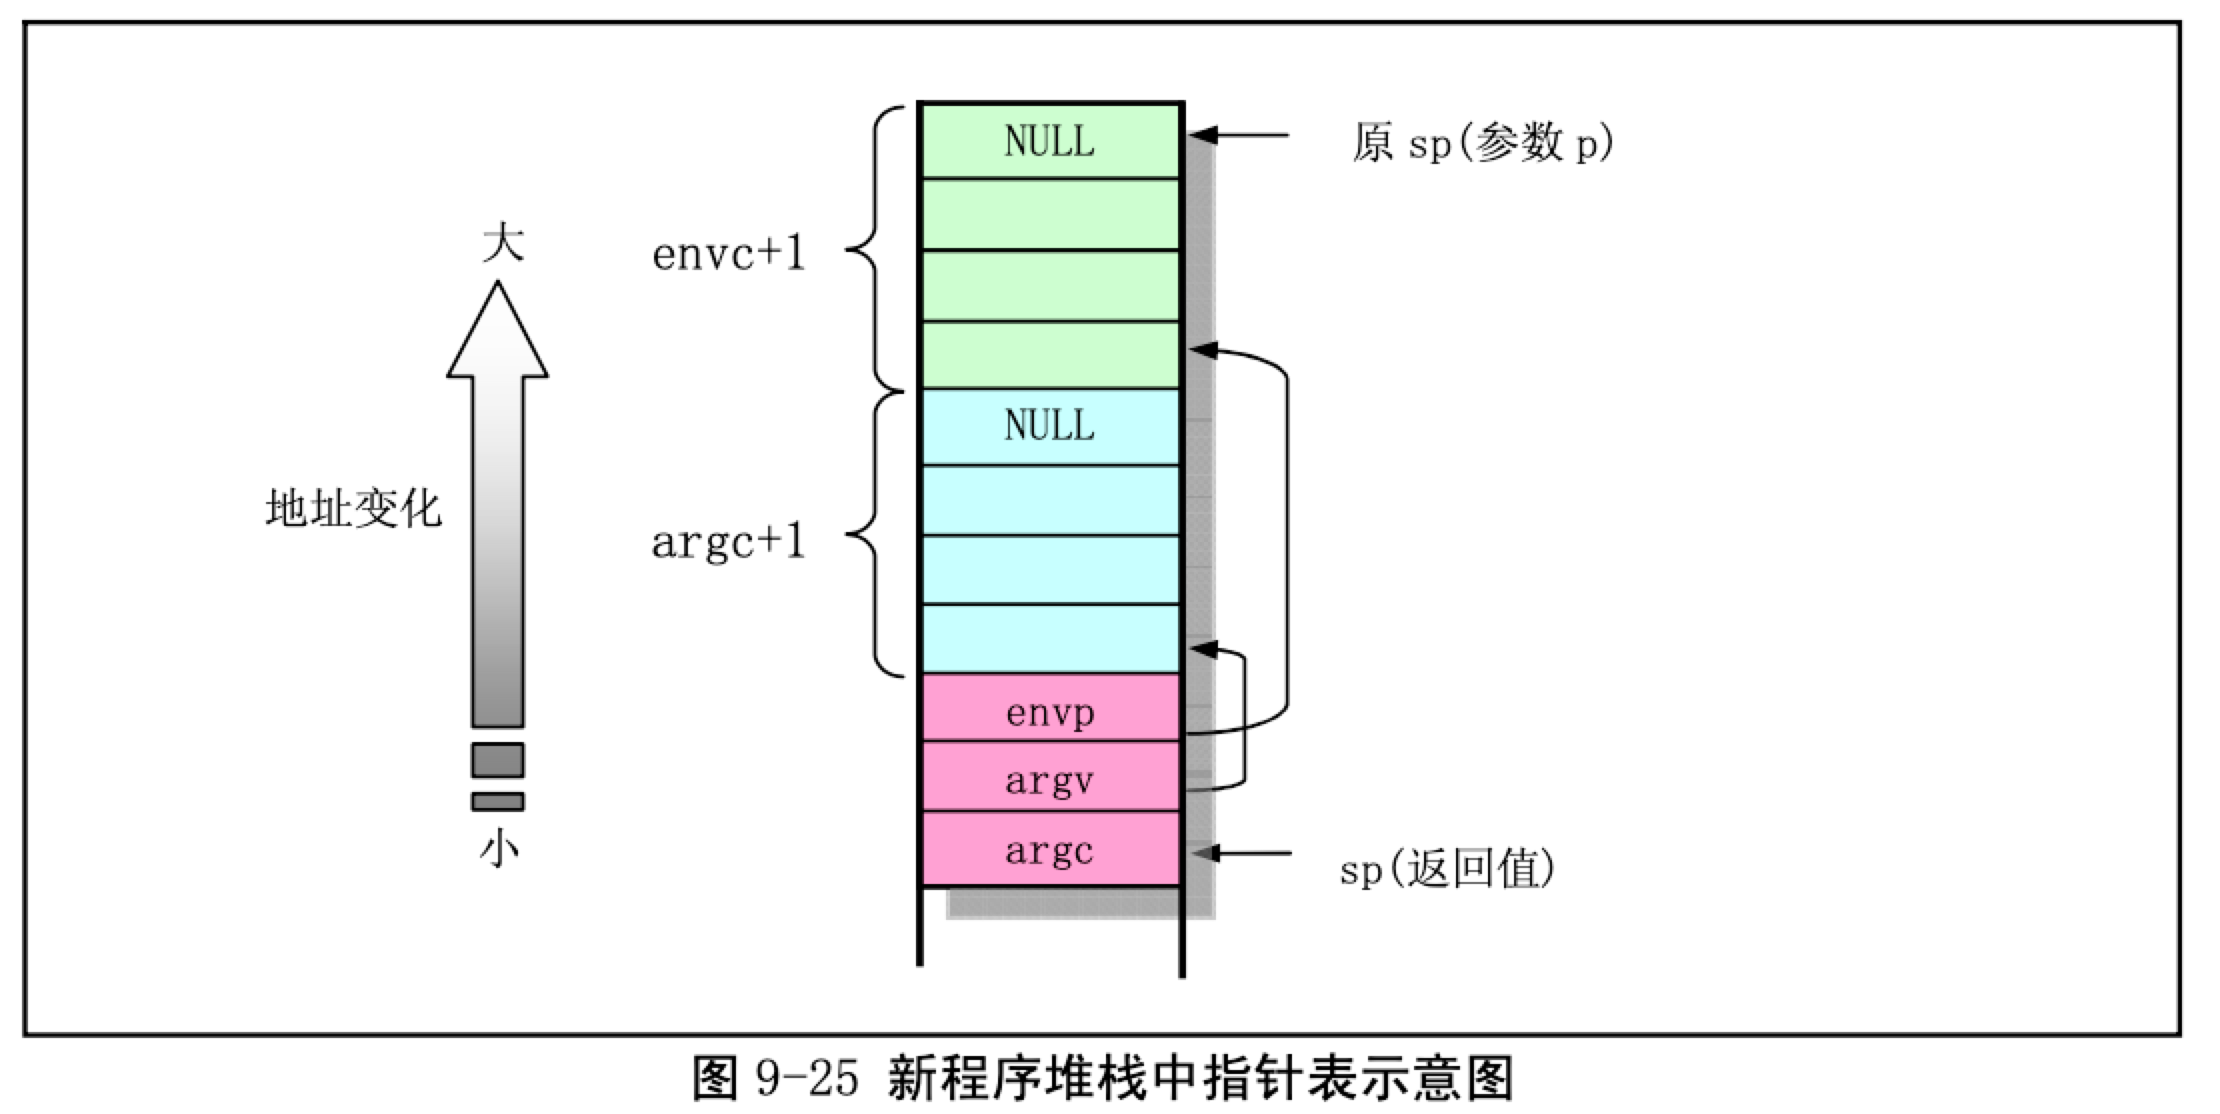 NULL
原 sp(参数 p)
大
envc+1
NULL
地址变化
argc+1
envp
argv
小
argc
sp(返回值)
图 9-25 新程序堆栈中指针表示意图